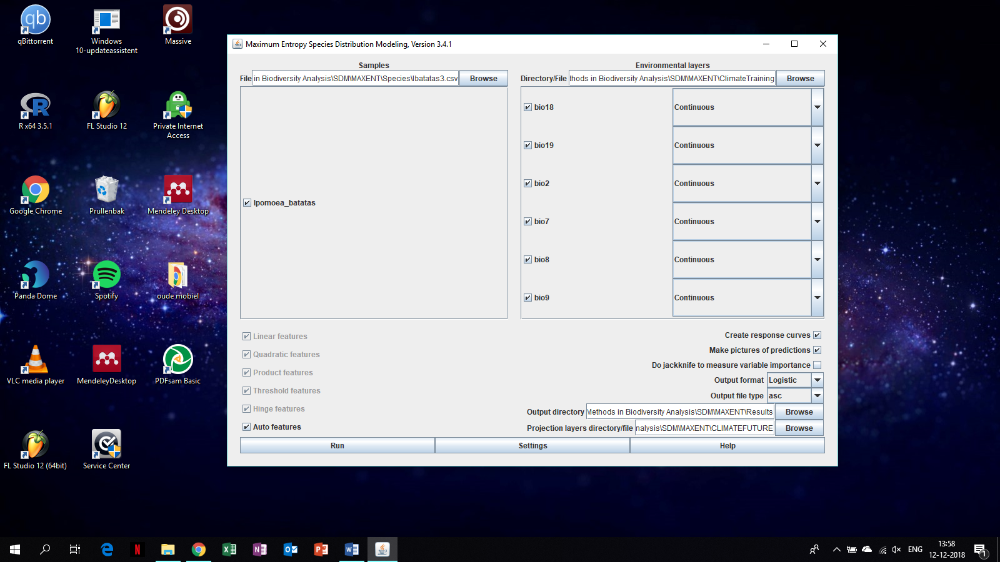 qBittorrent
Windows
10-updateassistent
Massive
R x64 3.5.1
FL Studio 12
Private Internet
Access
Google Chrome
Prullenbak
Mendeley Desktop
Panda Dome
Spotify
oude mobiel
VLC media player
MendeleyDesktop
PDFsam Basic
FL Studio 12 (64bit)
Service Center
Maximum Entropy Species Distribution Modeling, Version 3.4.1
Samples
File in Biodiversity Analysis\SDM\MAXENT\Species\Ibatatas3.csv Browse
Ipomoea_batatas
Environmental layers
Directory/File thods in Biodiversity Analysis\SDM\MAXENT\ClimateTraining Browse
bio18 Continuous
bio19 Continuous
bio2 Continuous
bio7 Continuous
bio8 Continuous
bio9 Continuous
Linear features
Quadratic features
Product features
Threshold features
Hinge features
Auto features
Create response curves
Make pictures of predictions
Do jackknife to measure variable importance
Output format Logistic
Output file type asc
Output directory Methods in Biodiversity Analysis\SDM\MAXENT\Results Browse
Projection layers directory/file nalysis\SDM\MAXENT\CLIMATEFUTURE Browse
Run Settings Help
ENG
13:58
12-12-2018
1